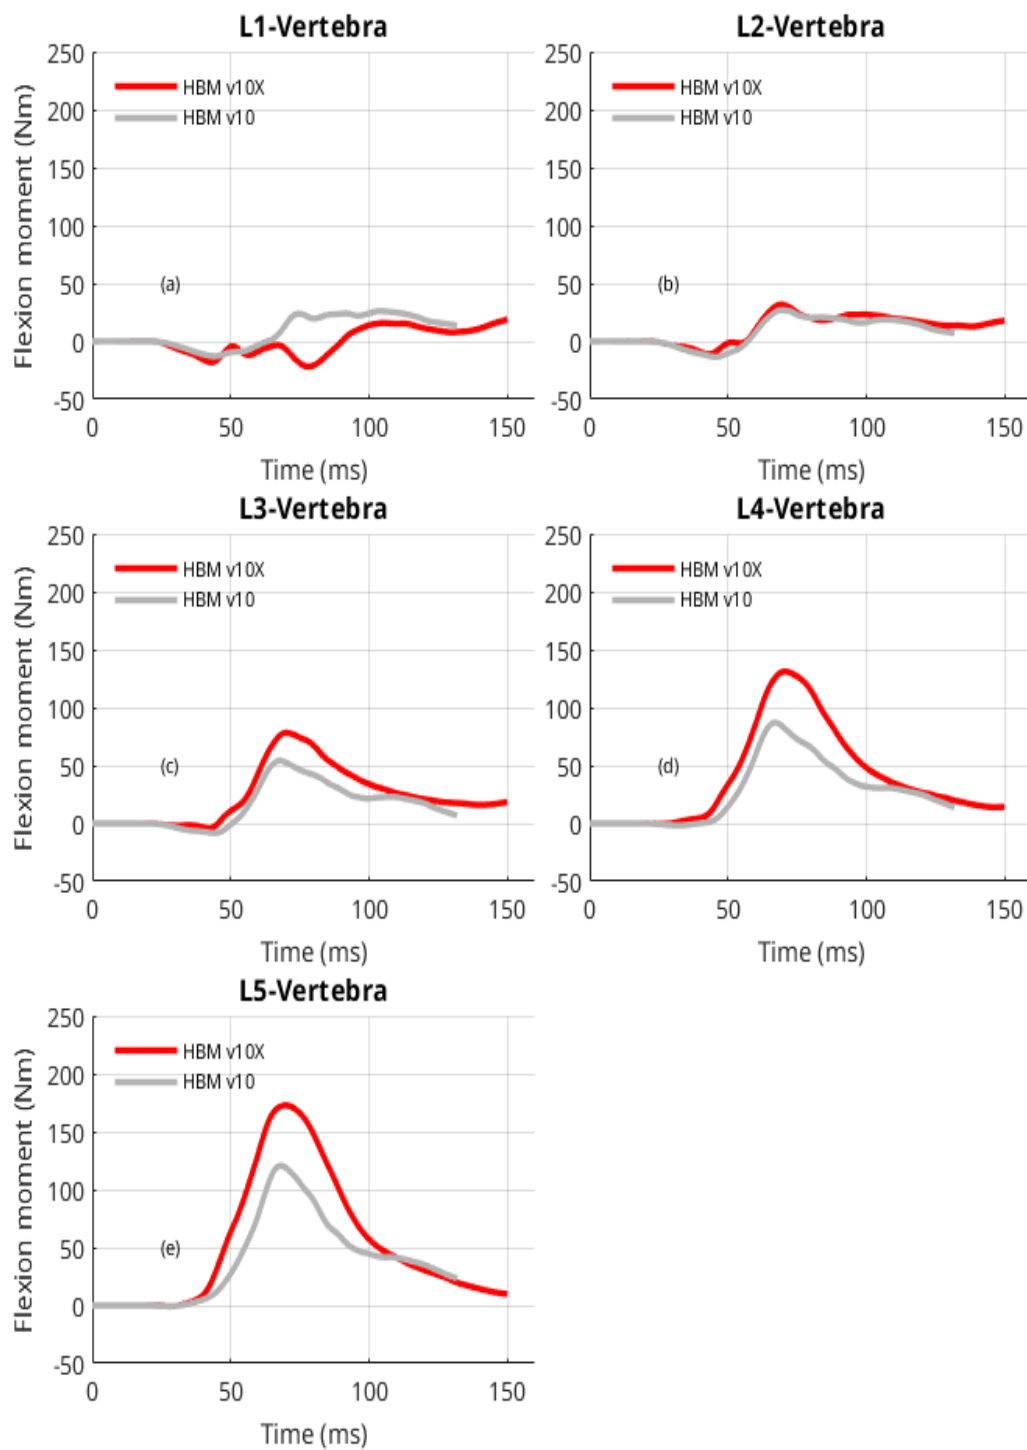 L1-Vertebra
Flexion moment (Nm)
250
200
150
100
50
0
-50
HBM v10X
HBM v10
(a)
0 50 100 150
Time (ms)
L2-Vertebra
250
200
150
100
50
0
-50
HBM v10X
HBM v10
(b)
0 50 100 150
Time (ms)
L3-Vertebra
Flexion moment (Nm)
250
200
150
100
50
0
-50
HBM v10X
HBM v10
(c)
0 50 100 150
Time (ms)
L4-Vertebra
250
200
150
100
50
0
-50
HBM v10X
HBM v10
(d)
0 50 100 150
Time (ms)
L5-Vertebra
Flexion moment (Nm)
250
200
150
100
50
0
-50
HBM v10X
HBM v10
(e)
0 50 100 150
Time (ms)